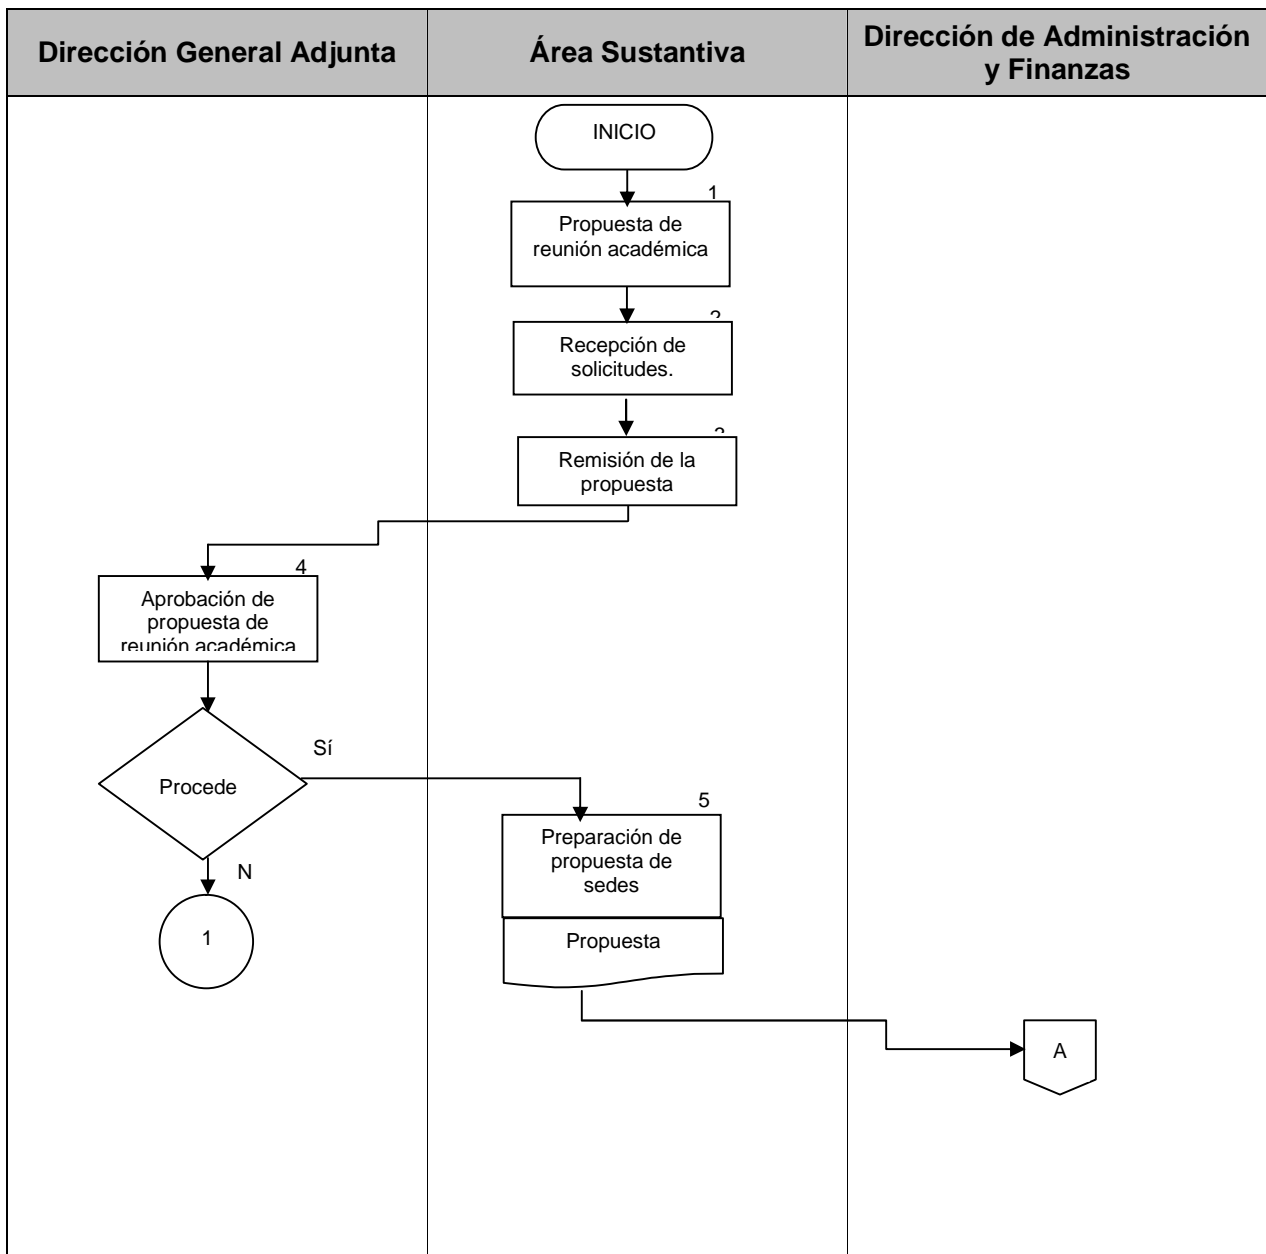 Dirección General Adjunta
Área Sustantiva
Dirección de Administración
y Finanzas
INICIO
1
Propuesta de
reunión académica
2
Recepción de
solicitudes.
Remisión de la
propuesta
4
Aprobación de
propuesta de
reunión académica
Procede
Sí
N
1
5
Preparación de
propuesta de
sedes
Propuesta
A